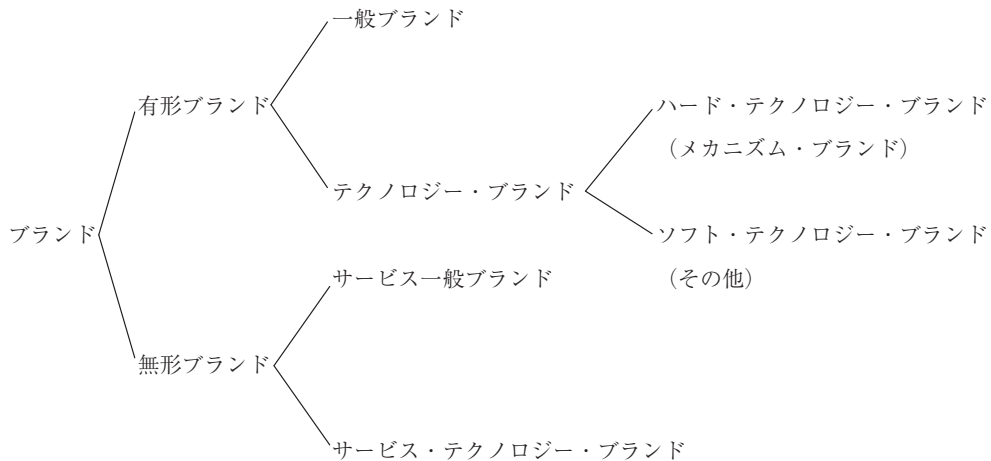 一般ブランド
有形ブランド
ハード・テクノロジー・ブランド
（メカニズム・ブランド）
テクノロジー・ブランド
ブランド
ソフト・テクノロジー・ブランド
サービス一般ブランド
（その他）
無形ブランド
サービス・テクノロジー・ブランド